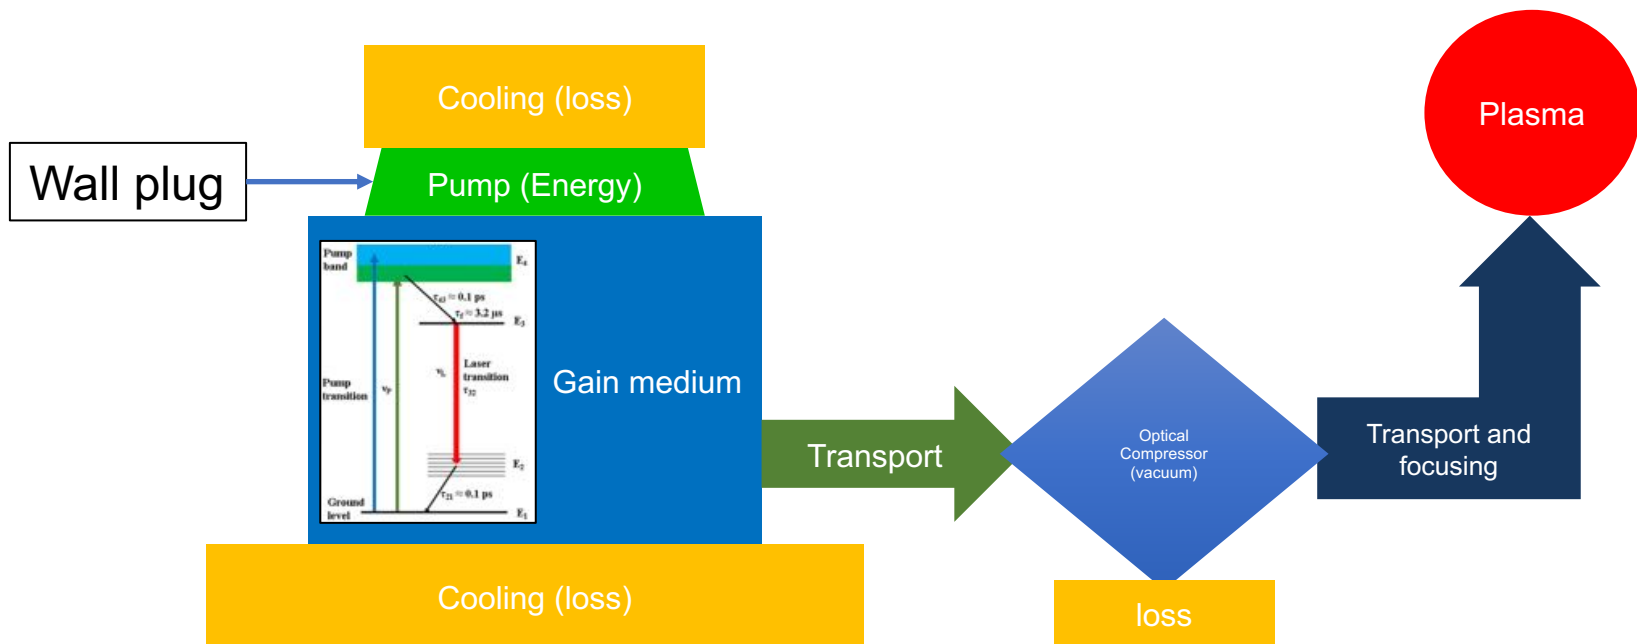 Cooling (loss)
Plasma
Wall plug
Pump (Energy)
Pump
band
E₄
τ₄₃ ≈ 0.1 ps
τf ≈ 3.2 μs
E₃
Pump
transition
νP
νL
Laser
transition
τ₃₂
Gain medium
E₂
τ₂₁ ≈ 0.1 ps
Ground
level
E₁
Transport
Optical
Compressor
(vacuum)
Transport and
focusing
Cooling (loss)
loss